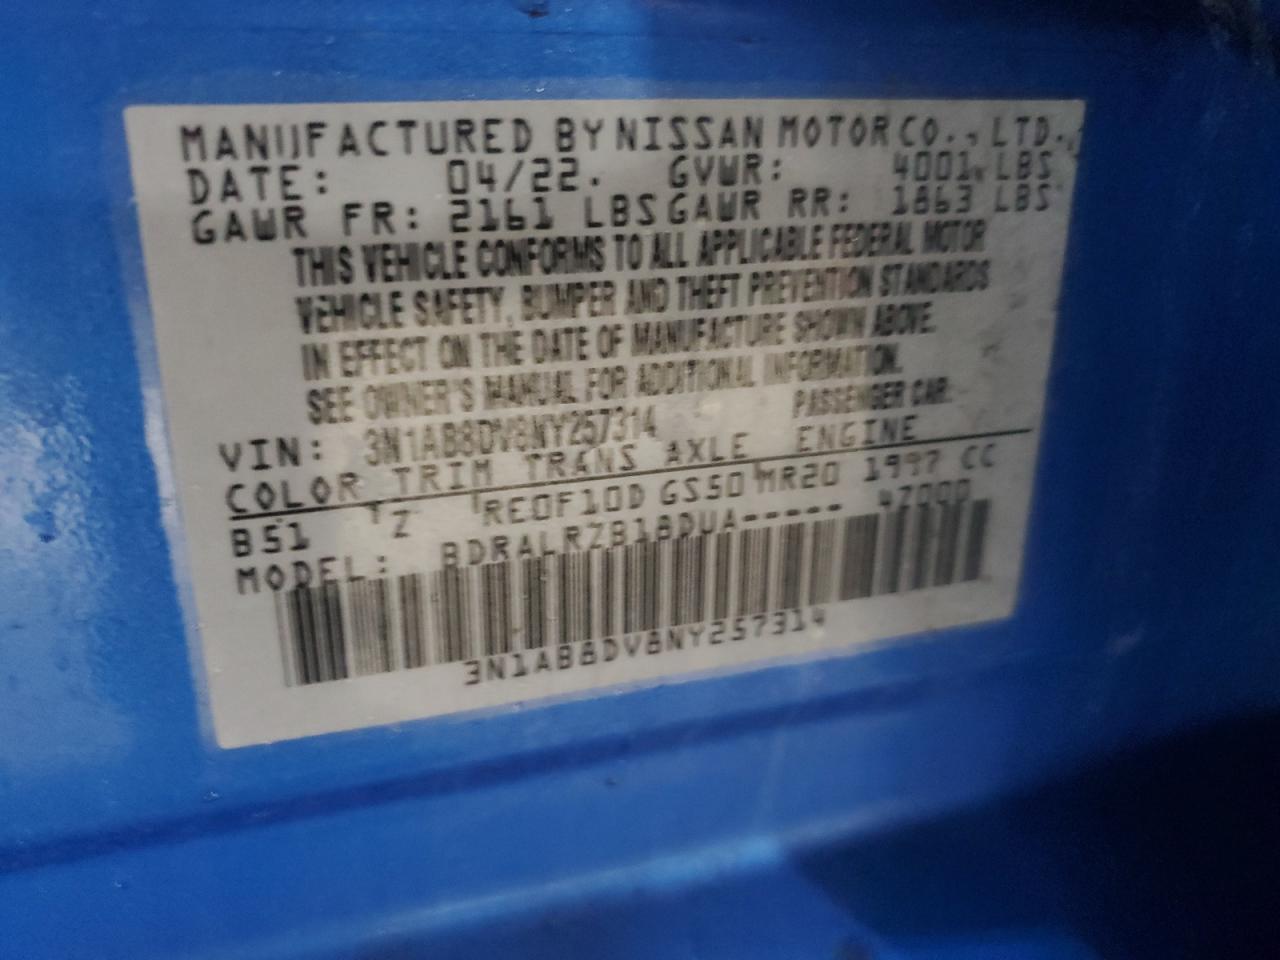 MANUFACTURED BY NISSAN MOTOR CO., LTD.
DATE: 04/22. GVWR: 4001 LBS
GAWR FR: 2161 LBS GAWR RR: 1863 LBS
THIS VEHICLE CONFORMS TO ALL APPLICABLE FEDERAL MOTOR
VEHICLE SAFETY, BUMPER AND THEFT PREVENTION STANDARDS
IN EFFECT ON THE DATE OF MANUFACTURE SHOWN ABOVE.
SEE OWNER'S MANUAL FOR ADDITIONAL INFORMATION.
VIN: 3N1AB8DV8NY257314 PASSENGER CAR
COLOR TRIM TRANS AXLE ENGINE
B51 Z RE0F10D GS50 MR20 1997 CC
MODEL: BDRALRZB18DUA----- 47000
3N1AB8DV8NY257314